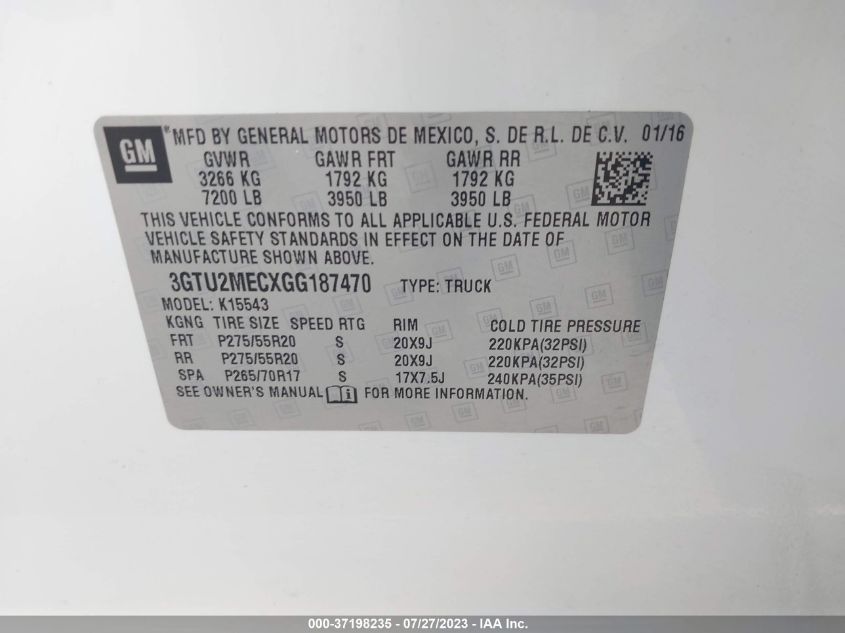 GM ® MFD BY GENERAL MOTORS DE MEXICO, S. DE R.L. DE C.V. 01/16
GVWR GAWR FRT GAWR RR
3266 KG 1792 KG 1792 KG
7200 LB 3950 LB 3950 LB
THIS VEHICLE CONFORMS TO ALL APPLICABLE U.S. FEDERAL MOTOR
VEHICLE SAFETY STANDARDS IN EFFECT ON THE DATE OF
MANUFACTURE SHOWN ABOVE.
3GTU2MECXGG187470 TYPE: TRUCK
MODEL: K15543
KGNG TIRE SIZE SPEED RTG RIM COLD TIRE PRESSURE
FRT P275/55R20 S 20X9J 220KPA(32PSI)
RR P275/55R20 S 20X9J 220KPA(32PSI)
SPA P265/70R17 S 17X7.5J 240KPA(35PSI)
SEE OWNER'S MANUAL FOR MORE INFORMATION.
000-37198235 - 07/27/2023 - IAA Inc.